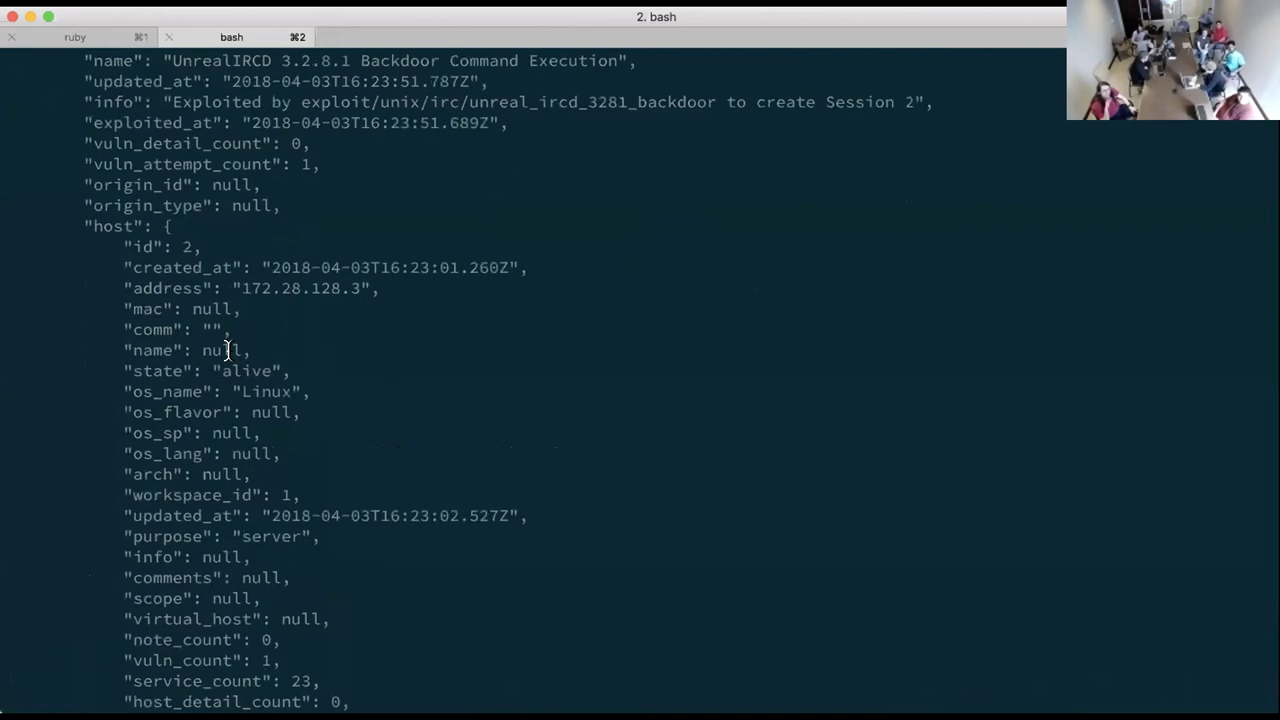 2. bash
ruby ⌘1 bash ⌘2
"name": "UnrealIRCD 3.2.8.1 Backdoor Command Execution",
"updated_at": "2018-04-03T16:23:51.787Z",
"info": "Exploited by exploit/unix/irc/unreal_ircd_3281_backdoor to create Session 2",
"exploited_at": "2018-04-03T16:23:51.689Z",
"vuln_detail_count": 0,
"vuln_attempt_count": 1,
"origin_id": null,
"origin_type": null,
"host": {
"id": 2,
"created_at": "2018-04-03T16:23:01.260Z",
"address": "172.28.128.3",
"mac": null,
"comm": "",
"name": null,
"state": "alive",
"os_name": "Linux",
"os_flavor": null,
"os_sp": null,
"os_lang": null,
"arch": null,
"workspace_id": 1,
"updated_at": "2018-04-03T16:23:02.527Z",
"purpose": "server",
"info": null,
"comments": null,
"scope": null,
"virtual_host": null,
"note_count": 0,
"vuln_count": 1,
"service_count": 23,
"host_detail_count": 0,